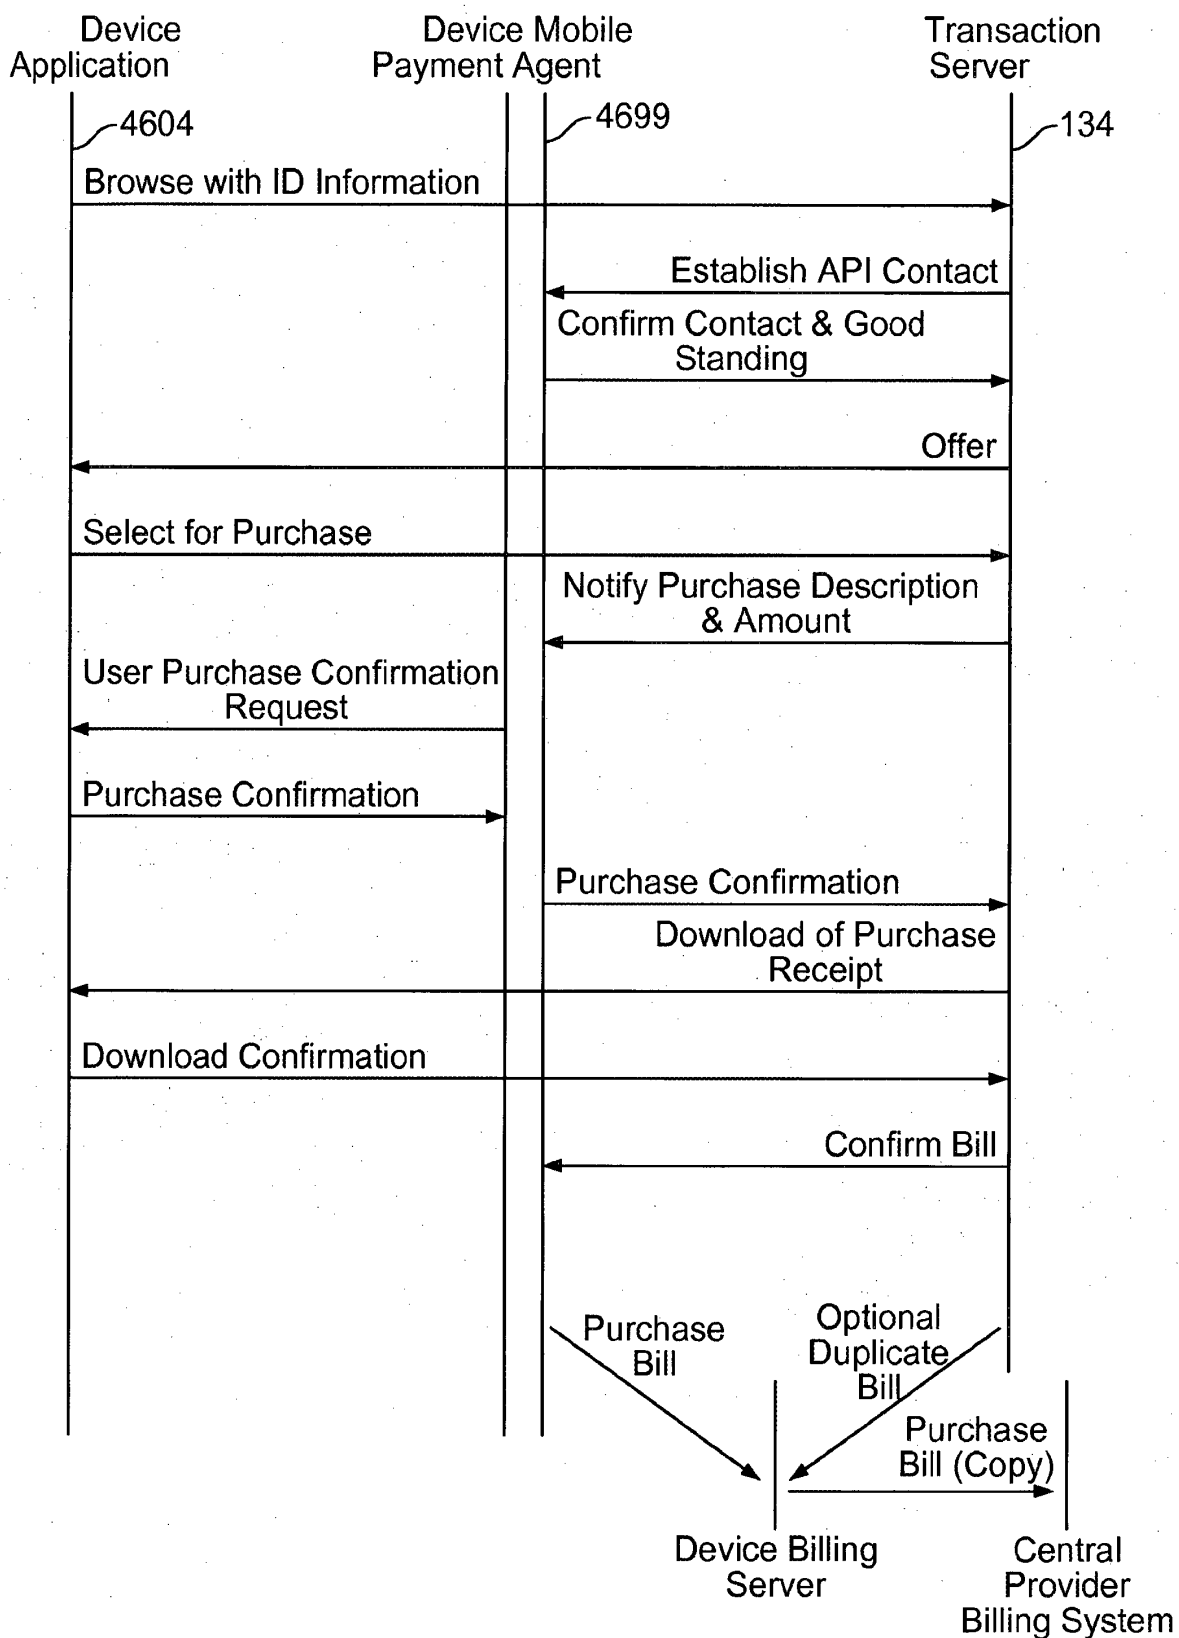 Device
Application
Device Mobile
Payment Agent
Transaction
Server
4604
4699
134
Browse with ID Information
Establish API Contact
Confirm Contact & Good
Standing
Offer
Select for Purchase
Notify Purchase Description
& Amount
User Purchase Confirmation
Request
Purchase Confirmation
Purchase Confirmation
Download of Purchase
Receipt
Download Confirmation
Confirm Bill
Purchase
Bill
Optional
Duplicate
Bill
Purchase
Bill (Copy)
Device Billing
Server
Central
Provider
Billing System